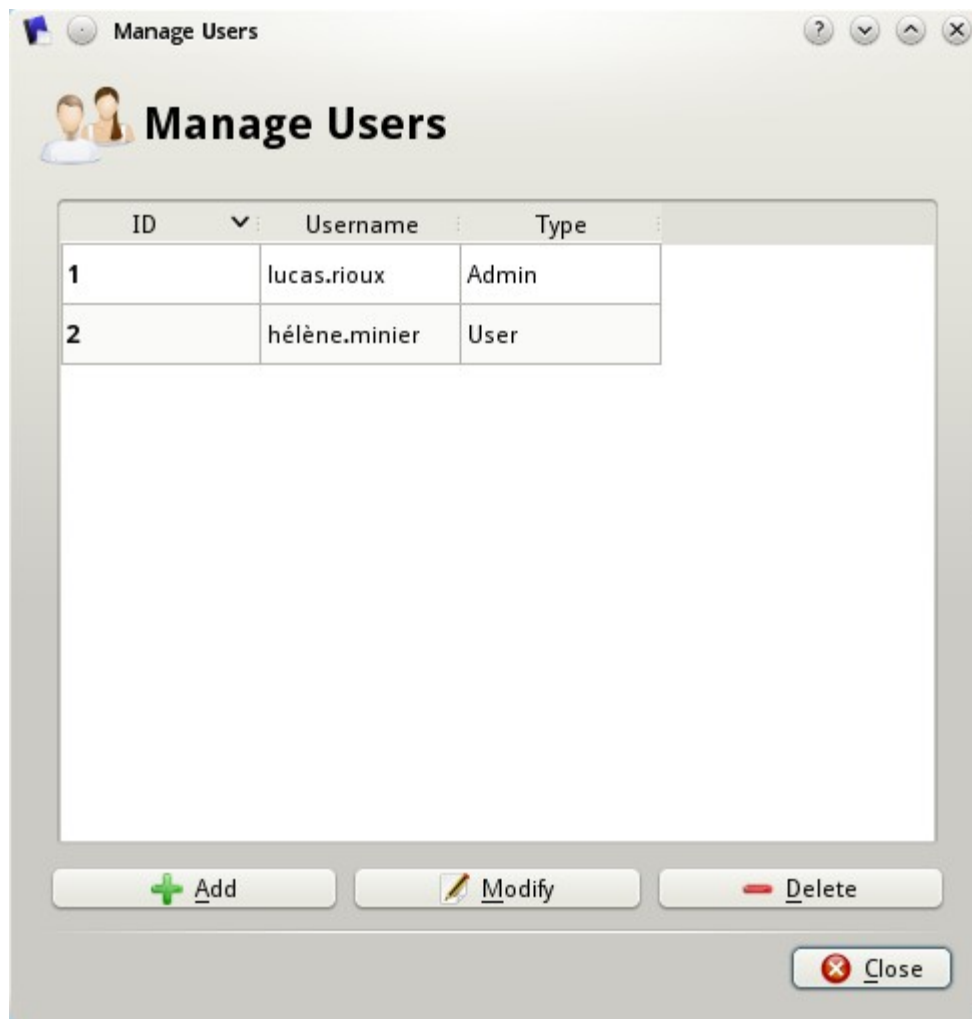 Manage Users
Manage Users
ID Username Type
1 lucas.rioux Admin
2 hélène.minier User
Add Modify Delete
Close